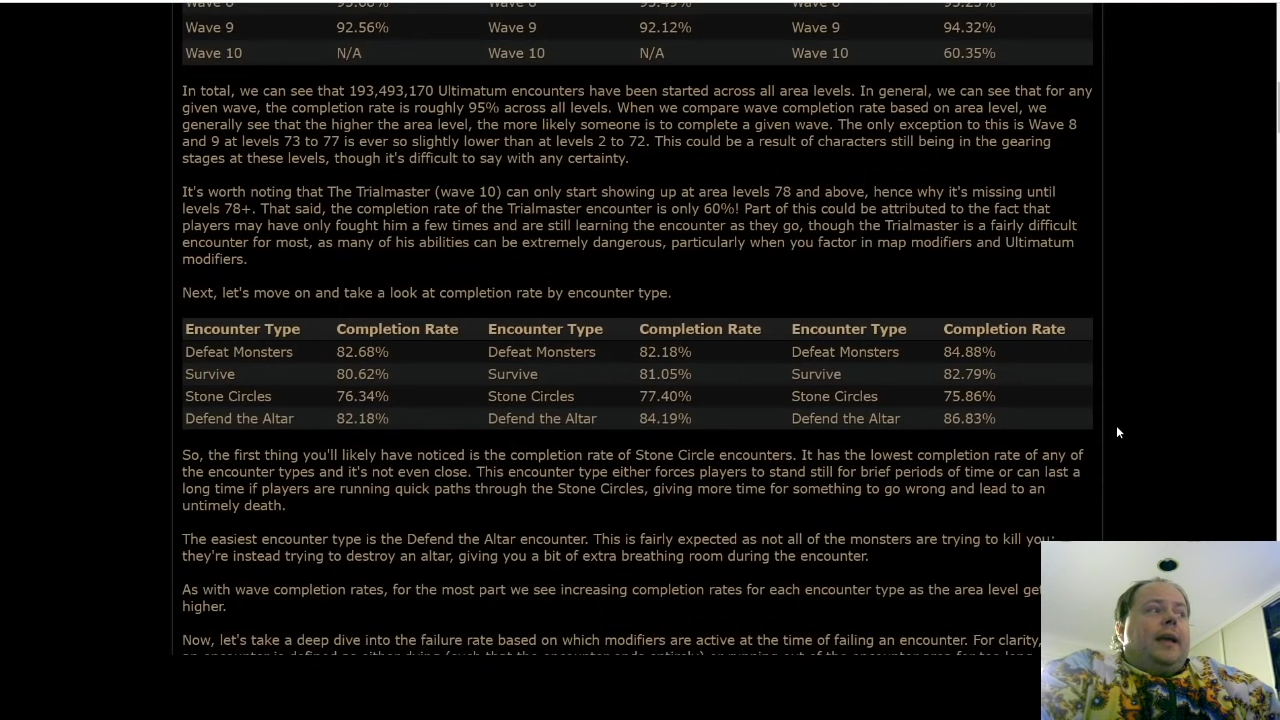 Wave 9 92.56% Wave 9 92.12% Wave 9 94.32%
Wave 10 N/A Wave 10 N/A Wave 10 60.35%
In total, we can see that 193,493,170 Ultimatum encounters have been started across all area levels. In general, we can see that for any
given wave, the completion rate is roughly 95% across all levels. When we compare wave completion rate based on area level, we
generally see that the higher the area level, the more likely someone is to complete a given wave. The only exception to this is Wave 8
and 9 at levels 73 to 77 is ever so slightly lower than at levels 2 to 72. This could be a result of characters still being in the gearing
stages at these levels, though it's difficult to say with any certainty.
It's worth noting that The Trialmaster (wave 10) can only start showing up at area levels 78 and above, hence why it's missing until
levels 78+. That said, the completion rate of the Trialmaster encounter is only 60%! Part of this could be attributed to the fact that
players may have only fought him a few times and are still learning the encounter as they go, though the Trialmaster is a fairly difficult
encounter for most, as many of his abilities can be extremely dangerous, particularly when you factor in map modifiers and Ultimatum
modifiers.
Next, let's move on and take a look at completion rate by encounter type.
Encounter Type Completion Rate Encounter Type Completion Rate Encounter Type Completion Rate
Defeat Monsters 82.68% Defeat Monsters 82.18% Defeat Monsters 84.88%
Survive 80.62% Survive 81.05% Survive 82.79%
Stone Circles 76.34% Stone Circles 77.40% Stone Circles 75.86%
Defend the Altar 82.18% Defend the Altar 84.19% Defend the Altar 86.83%
So, the first thing you'll likely have noticed is the completion rate of Stone Circle encounters. It has the lowest completion rate of any of
the encounter types and it's not even close. This encounter type either forces players to stand still for brief periods of time or can last a
long time if players are running quick paths through the Stone Circles, giving more time for something to go wrong and lead to an
untimely death.
The easiest encounter type is the Defend the Altar encounter. This is fairly expected as not all of the monsters are trying to kill you;
they're instead trying to destroy an altar, giving you a bit of extra breathing room during the encounter.
As with wave completion rates, for the most part we see increasing completion rates for each encounter type as the area level get
higher.
Now, let's take a deep dive into the failure rate based on which modifiers are active at the time of failing an encounter. For clarity,